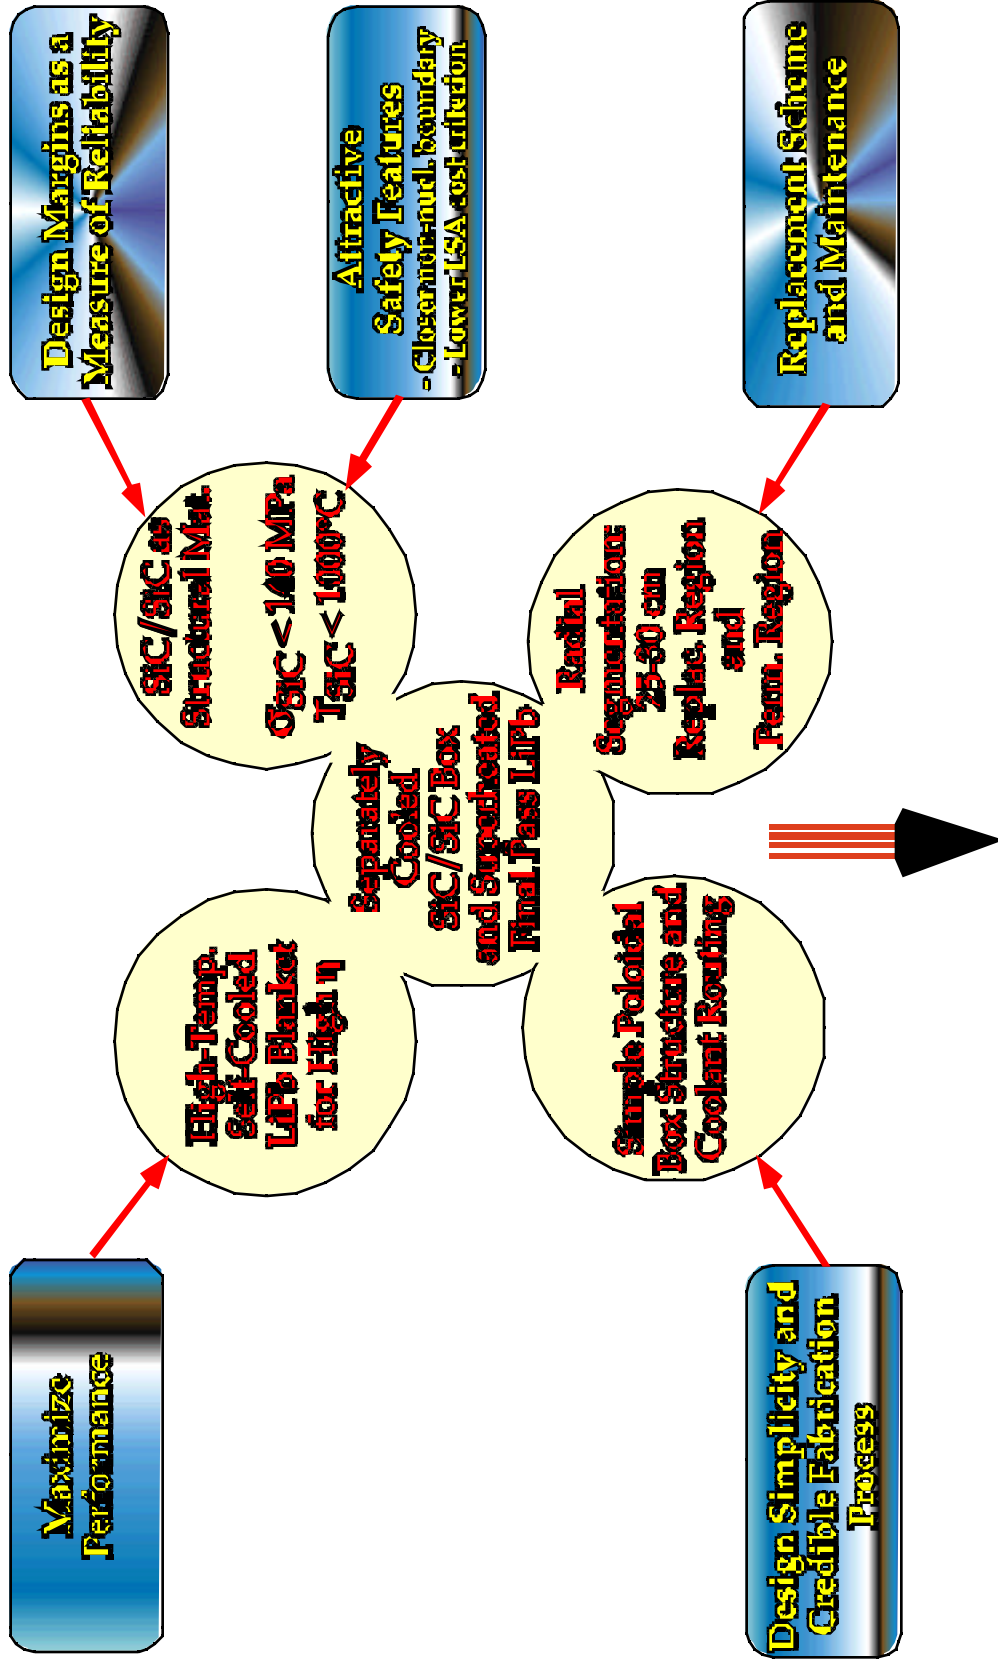 Maximize
Performance
Design Margins as a
Measure of Reliability
Attractive
Safety Features
- Closer non-nucl. boundary
- Lower LSA cost criterion
High-Temp.
Self-Cooled
LiPb Blanket
for High η
SiC/SiC as
Structural Mat.
σSiC < 140 MPa
TSiC < 1000°C
Separately
Cooled
SiC/SiC Box
and Superheated
Final Pass LiPb
Simple Poloidal
Box Structure and
Coolant Routing
Radial
Segmentation:
25-30 cm
Replac. Region
and
Perm. Region
Design Simplicity and
Credible Fabrication
Process
Replacement Scheme
and Maintenance